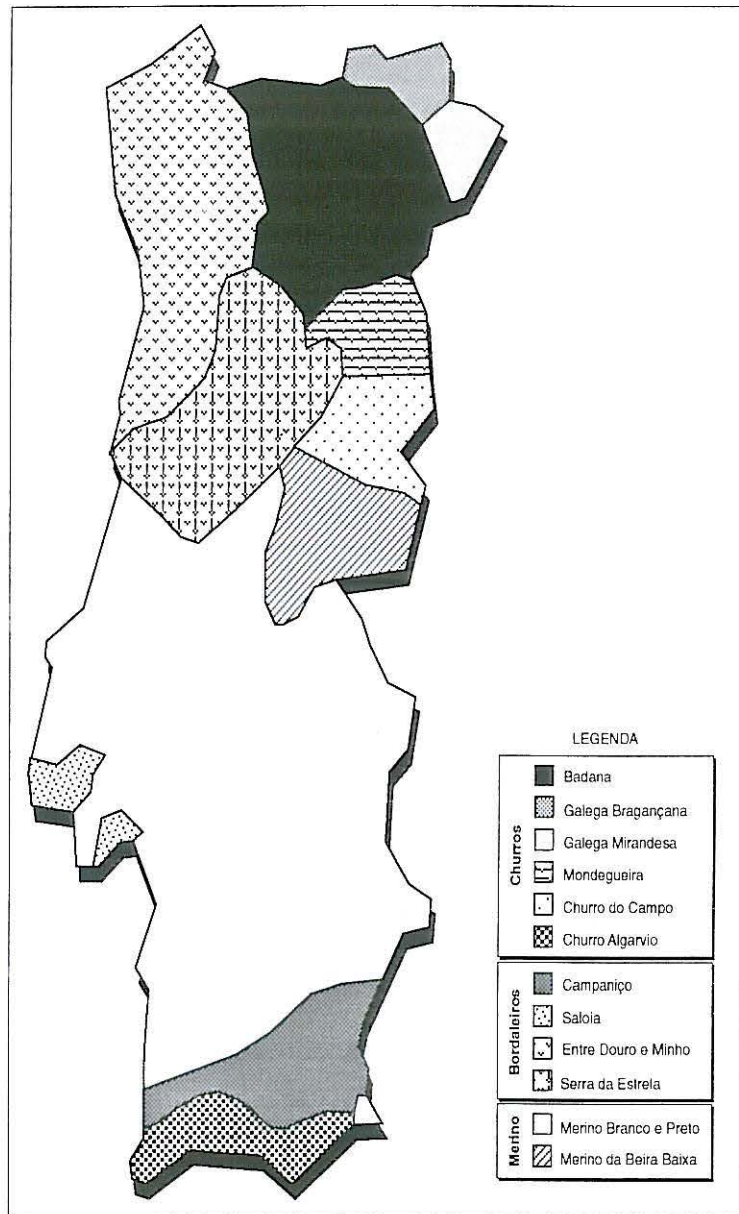 LEGENDA
Churros
Badana
Galega Bragançana
Galega Mirandesa
Mondegueira
Churro do Campo
Churro Algarvio
Bordaleiros
Campaniço
Saloia
Entre Douro e Minho
Serra da Estrela
Merino
Merino Branco e Preto
Merino da Beira Baixa